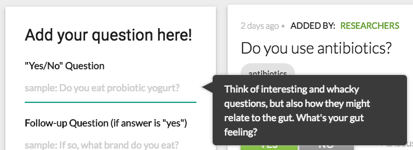 Add your question here!
"Yes/No" Question
sample: Do you eat probiotic yogurt?
Follow-up Question (if answer is "yes")
sample: If so, what brand do you eat?
2 days ago • ADDED BY: RESEARCHERS
Do you use antibiotics?
antibiotics
Think of interesting and whacky
questions, but also how they might
relate to the gut. What's your gut
feeling?
YES NO